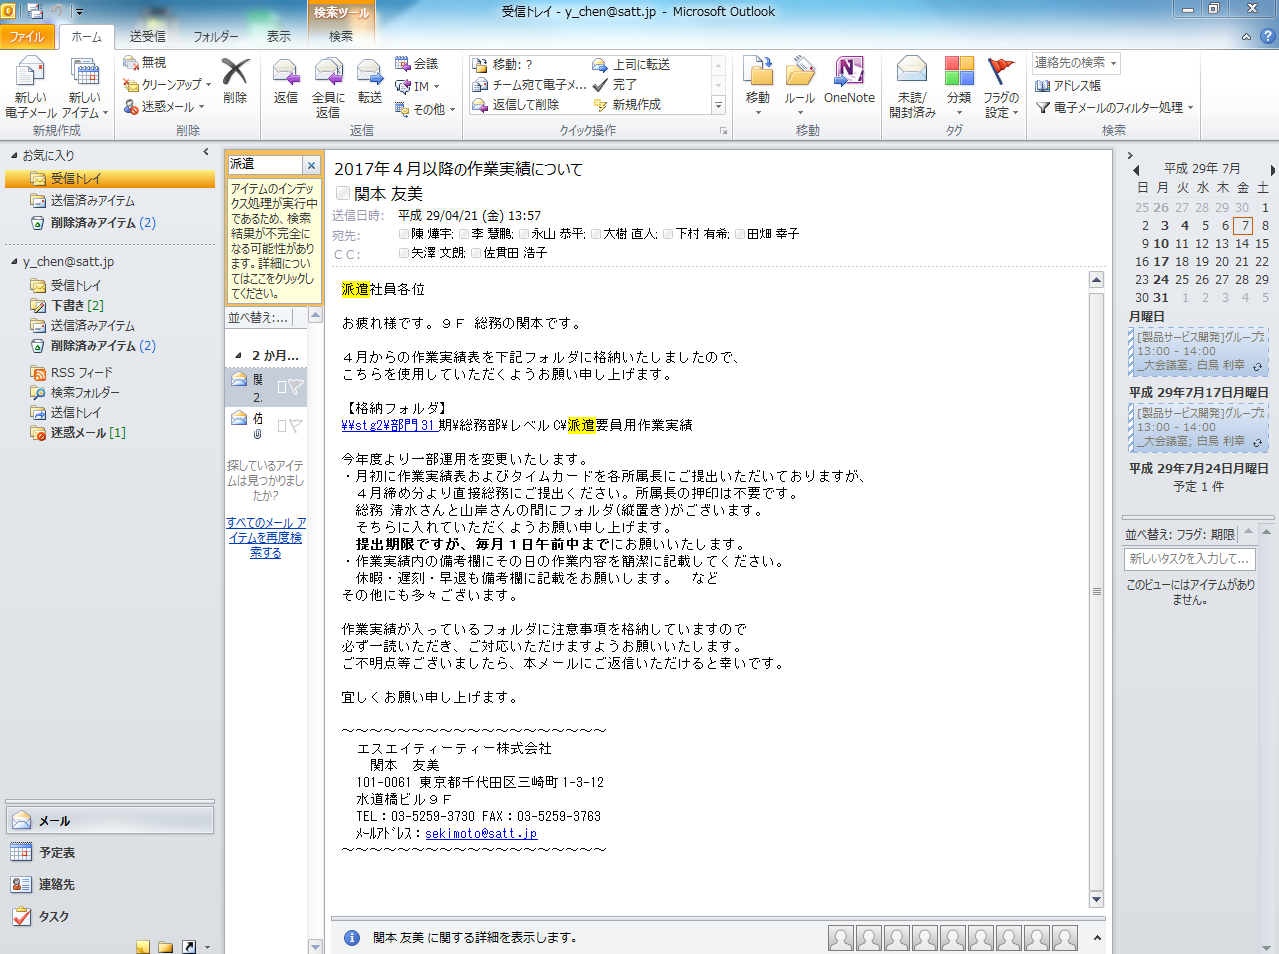 受信トレイ - y_chen@satt.jp - Microsoft Outlook
検索ツール
ファイル ホーム 送受信 フォルダー 表示 検索
新しい
電子メール
新しい
アイテム
新規作成
無視
クリーンアップ
迷惑メール
削除
削除
返信
全員に
返信
転送
会議
IM
その他
返信
移動: ?
チーム宛て電子メ...
返信して削除
上司に転送
完了
新規作成
クイック操作
移動
ルール
OneNote
移動
未読/
開封済み
分類
フラグの
設定
タグ
連絡先の検索
アドレス帳
電子メールのフィルター処理
検索
お気に入り
受信トレイ
送信済みアイテム
削除済みアイテム (2)
y_chen@satt.jp
受信トレイ
下書き [2]
送信済みアイテム
削除済みアイテム (2)
RSS フィード
検索フォルダー
送信トレイ
迷惑メール [1]
メール
予定表
連絡先
タスク
派遣
アイテムのインデッ
クス処理が実行中
であるため、検索
結果が不完全に
なる可能性があり
ます。詳細につい
てはここをクリックし
てください。
並べ替え:...
2 か月...
関
2.
佐
探しているアイテ
ムは見つかりまし
たか?
すべてのメール ア
イテムを再度検
索する
2017年４月以降の作業実績について
関本 友美
送信日時: 平成 29/04/21 (金) 13:57
宛先: 陳 燁宇; 李 慧鵬; 永山 恭平; 大樹 直人; 下村 有希; 田畑 幸子
ＣＣ: 矢澤 文朗; 佐貫田 浩子
派遣社員各位
お疲れ様です。９Ｆ 総務の関本です。
４月からの作業実績表を下記フォルダに格納いたしましたので、
こちらを使用していただくようお願い申し上げます。
【格納フォルダ】
\\stg2\部門31期\総務部\レベルC\派遣要員用作業実績
今年度より一部運用を変更いたします。
・月初に作業実績表およびタイムカードを各所属長にご提出いただいておりますが、
４月締め分より直接総務にご提出ください。所属長の押印は不要です。
総務 清水さんと山岸さんの間にフォルダ(縦置き)がございます。
そちらに入れていただくようお願い申し上げます。
提出期限ですが、毎月１日午前中までにお願いいたします。
・作業実績内の備考欄にその日の作業内容を簡潔に記載してください。
休暇・遅刻・早退も備考欄に記載をお願いします。　など
その他にも多々ございます。
作業実績が入っているフォルダに注意事項を格納していますので
必ず一読いただき、ご対応いただけますようお願いいたします。
ご不明点等ございましたら、本メールにご返信いただけると幸いです。
宜しくお願い申し上げます。
～～～～～～～～～～～～～～～～～～～
エスエイティーティー株式会社
関本　友美
101-0061 東京都千代田区三崎町1-3-12
水道橋ビル９Ｆ
TEL：03-5259-3730 FAX：03-5259-3763
ﾒｰﾙｱﾄﾞﾚｽ：sekimoto@satt.jp
～～～～～～～～～～～～～～～～～～～
関本 友美 に関する詳細を表示します。
平成 29年 7月
日 月 火 水 木 金 土
25 26 27 28 29 30 1
2 3 4 5 6 7 8
9 10 11 12 13 14 15
16 17 18 19 20 21 22
23 24 25 26 27 28 29
30 31 1 2 3 4 5
月曜日
[製品サービス開発]グループ
13:00 - 14:00
_大会議室; 白鳥 利幸
平成 29年7月17日月曜日
[製品サービス開発]グループ
13:00 - 14:00
_大会議室; 白鳥 利幸
平成 29年7月24日月曜日
予定 1 件
並べ替え: フラグ: 期限
新しいタスクを入力して...
このビューにはアイテムがあり
ません。